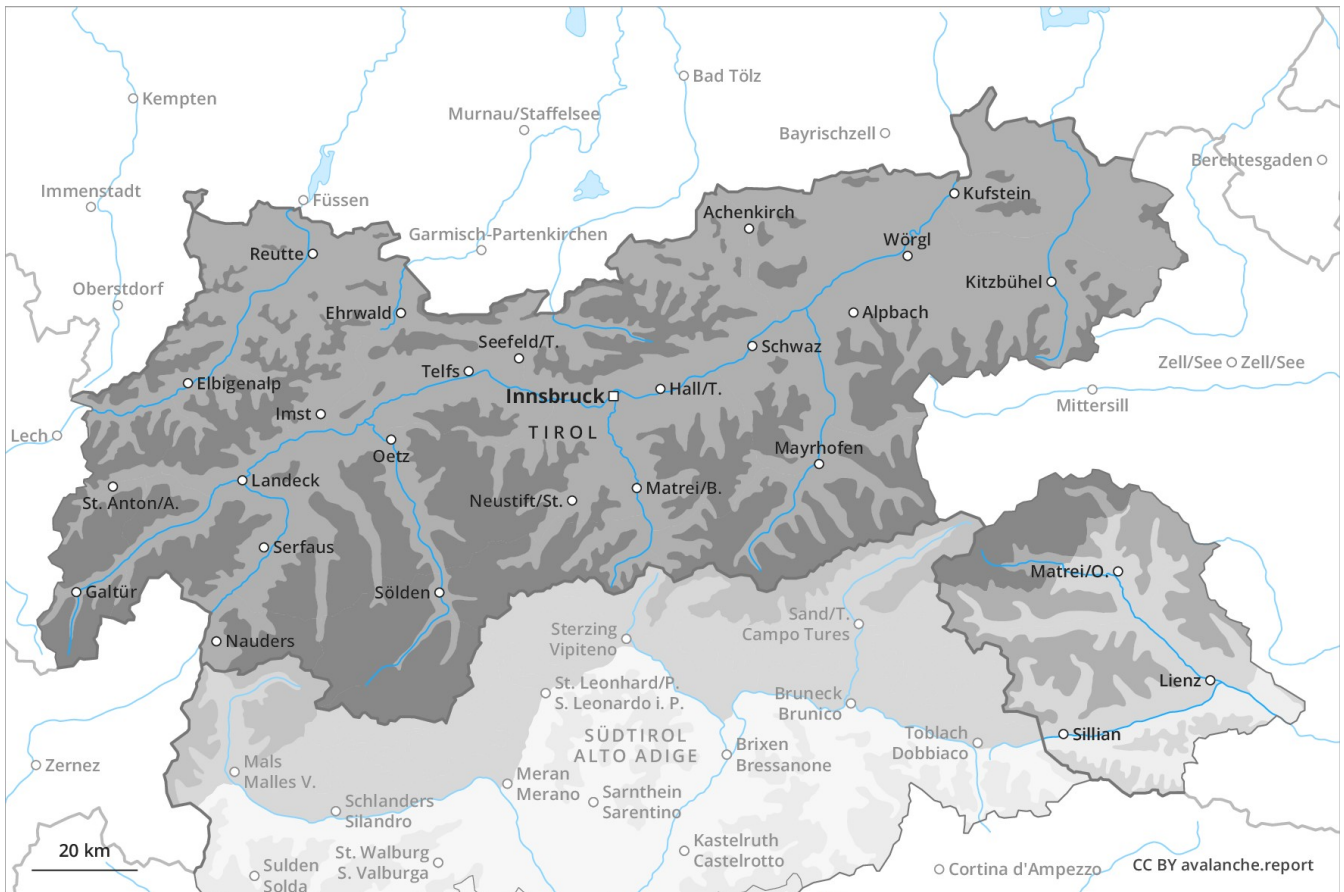 Kempten
Bad Tölz
Murnau/Staffelsee
Bayrischzell
Berchtesgaden
Immenstadt
Füssen
Kufstein
Achenkirch
Garmisch-Partenkirchen
Wörgl
Reutte
Kitzbühel
Oberstdorf
Ehrwald
Alpbach
Seefeld/T.
Schwaz
Zell/See
Zell/See
Telfs
Elbigenalp
Hall/T.
Innsbruck
Mittersill
Imst
TIROL
Lech
Mayrhofen
Oetz
Landeck
Matrei/B.
St. Anton/A.
Neustift/St.
Serfaus
Matrei/O.
Galtür
Sölden
Sand/T.
Campo Tures
Sterzing
Vipiteno
Nauders
Lienz
St. Leonhard/P.
S. Leonardo i. P.
Bruneck
Brunico
SÜDTIROL
ALTO ADIGE
Toblach
Dobbiaco
Sillian
Brixen
Bressanone
Zernez
Mals
Malles V.
Meran
Merano
Sarnthein
Sarentino
Schlanders
Silandro
Kastelruth
Castelrotto
20 km
St. Walburg
S. Valburga
Sulden
Solda
Cortina d'Ampezzo
CC BY avalanche.report